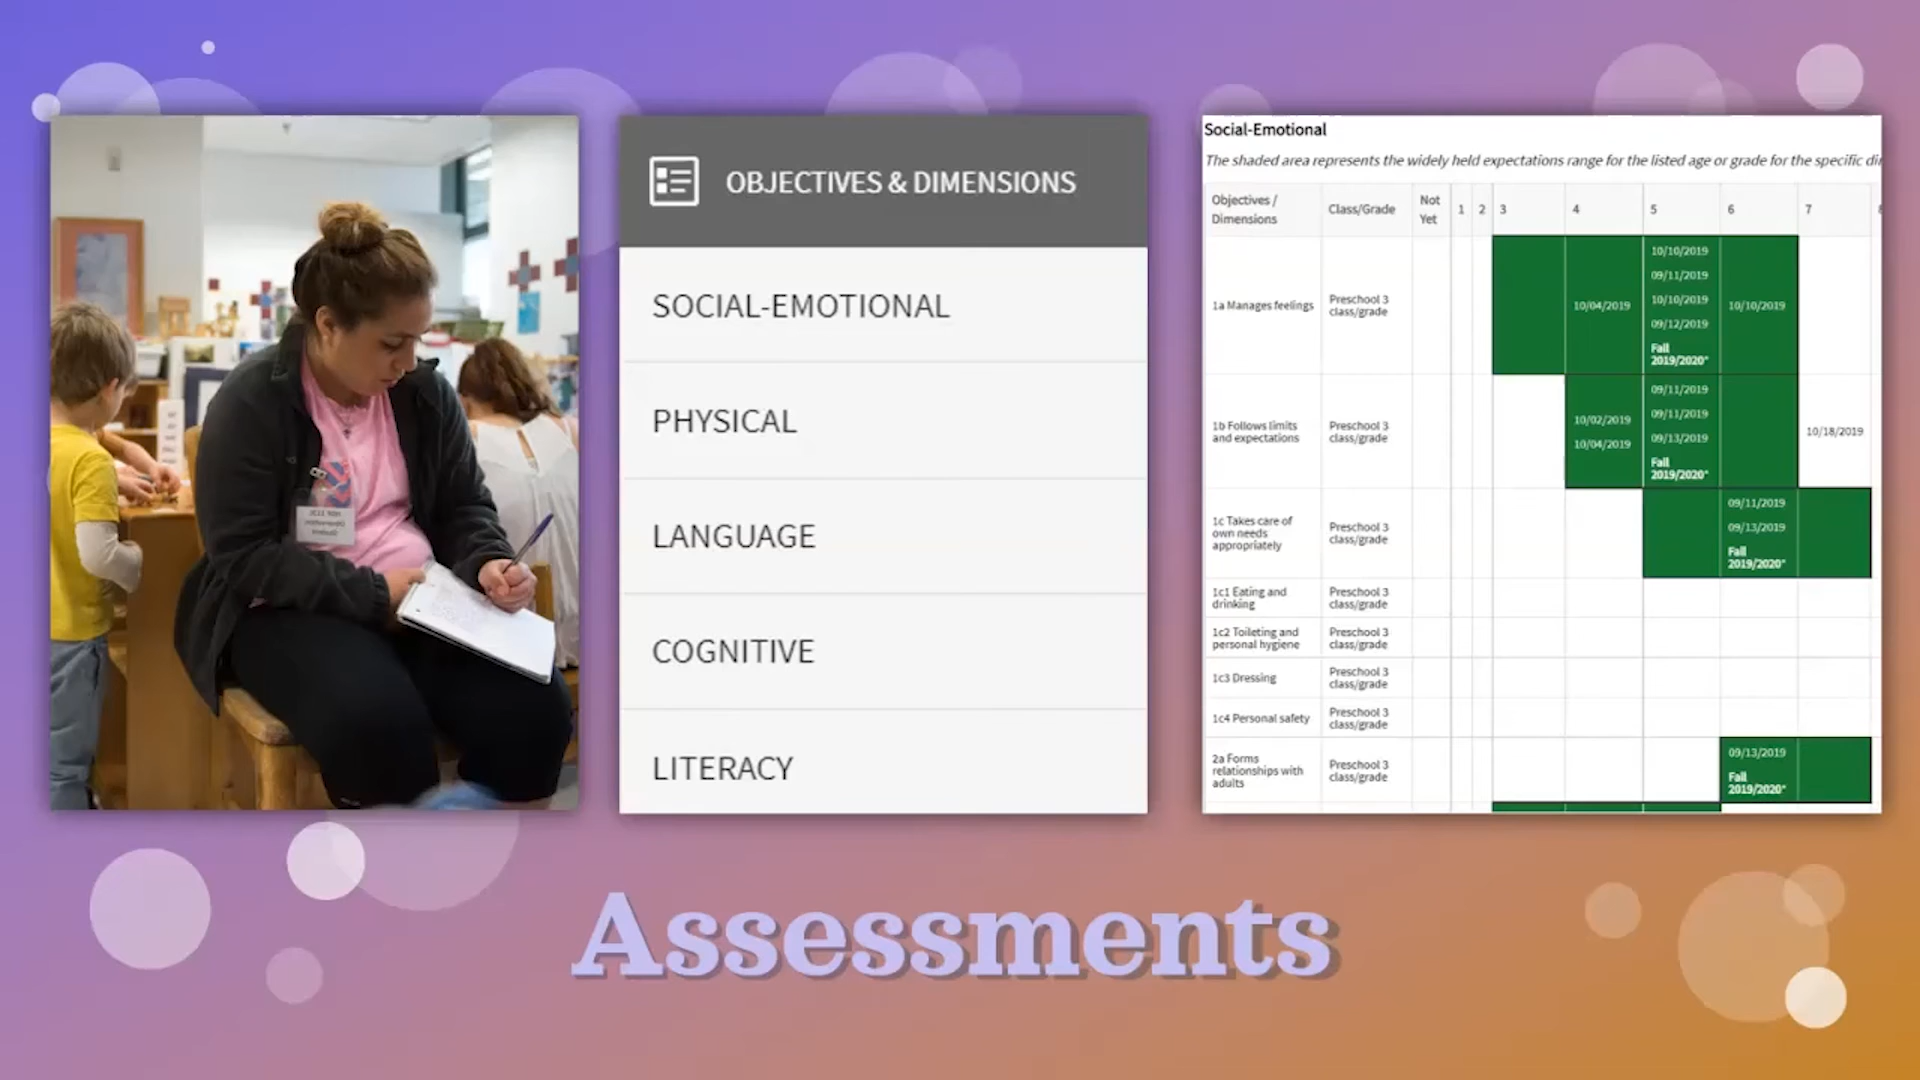 OBJECTIVES & DIMENSIONS
SOCIAL-EMOTIONAL
PHYSICAL
LANGUAGE
COGNITIVE
LITERACY
Social-Emotional
The shaded area represents the widely held expectations range for the listed age or grade for the specific
Objectives /
Dimensions
Class/Grade
Not
Yet
1
2
3
4
5
6
7
1a Manages feelings
Preschool 3
class/grade
10/04/2019
10/10/2019
09/11/2019
10/10/2019
09/12/2019
Fall
2019/2020*
10/10/2019
1b Follows limits
and expectations
Preschool 3
class/grade
10/02/2019
10/04/2019
09/11/2019
09/11/2019
09/13/2019
Fall
2019/2020*
10/18/2019
1c Takes care of
own needs
appropriately
Preschool 3
class/grade
09/11/2019
09/13/2019
Fall
2019/2020*
1c1 Eating and
drinking
Preschool 3
class/grade
1c2 Toileting and
personal hygiene
Preschool 3
class/grade
1c3 Dressing
Preschool 3
class/grade
1c4 Personal safety
Preschool 3
class/grade
2a Forms
relationships with
adults
Preschool 3
class/grade
09/13/2019
Fall
2019/2020*
Assessments